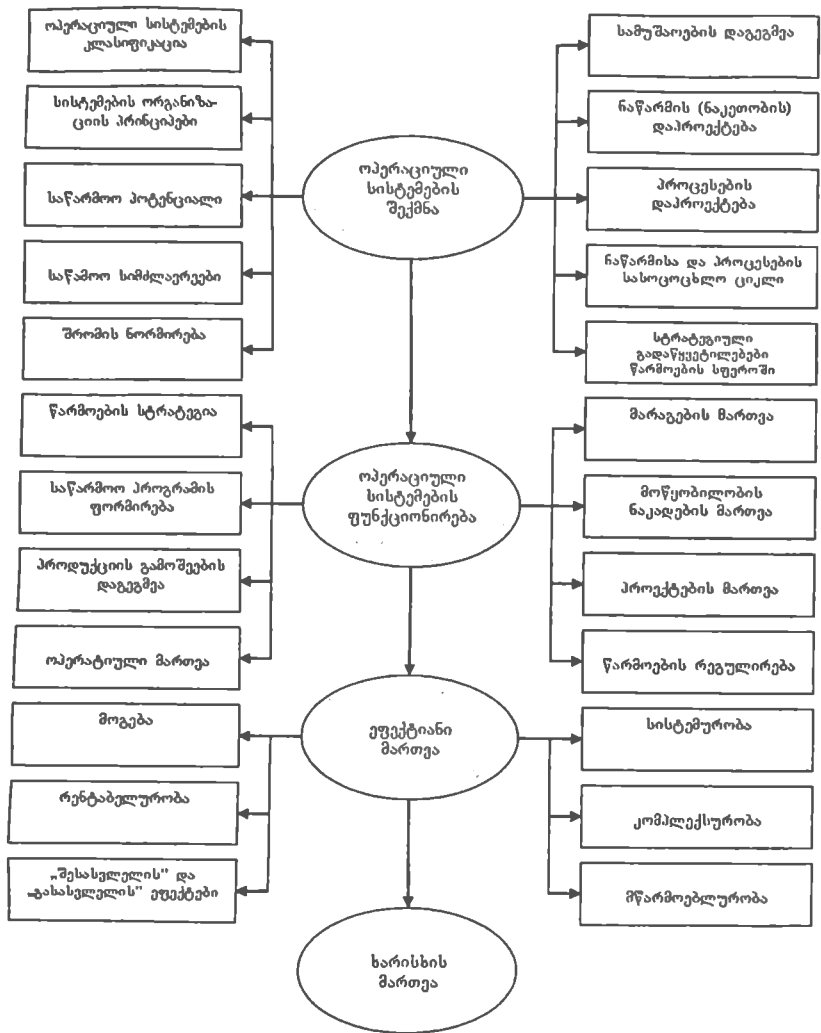 ოპერაციული სისტემების
კლასიფიკაცია
სისტემების ორგანიზა-
ციის პრინციპები
საწარმოო პოტენციალი
საწამოო სიმძლავრეები
შრომის ნორმირება
ოპერაციული
სისტემების
შექმნა
სამუშაოების დაგეგმვა
ნაწარმის (ნაკეთობის)
დაპროექტება
პროცესების
დაპროექტება
ნაწარმისა და პროცესების
სასოცოცხლო ციკლი
სტრატეგიული
გადაწყვეტილებები
წარმოების სფეროში
წარმოების სტრატეგია
საწარმოო პროგრამის
ფორმირება
პროდუქციის გამოშვების
დაგეგმვა
ოპერატიული მართვა
ოპერაციული
სისტემების
ფუნქციონირება
მარაგების მართვა
მოწყობილობის
ნაკადების მართვა
პროექტების მართვა
წარმოების რეგულირება
მოგება
რენტაბელურობა
„შესასვლელის” და
„გასასვლელის” ეფექტები
ეფექტიანი
მართვა
სისტემურობა
კომპლექსურობა
მწარმოებლურობა
ხარისხის
მართვა